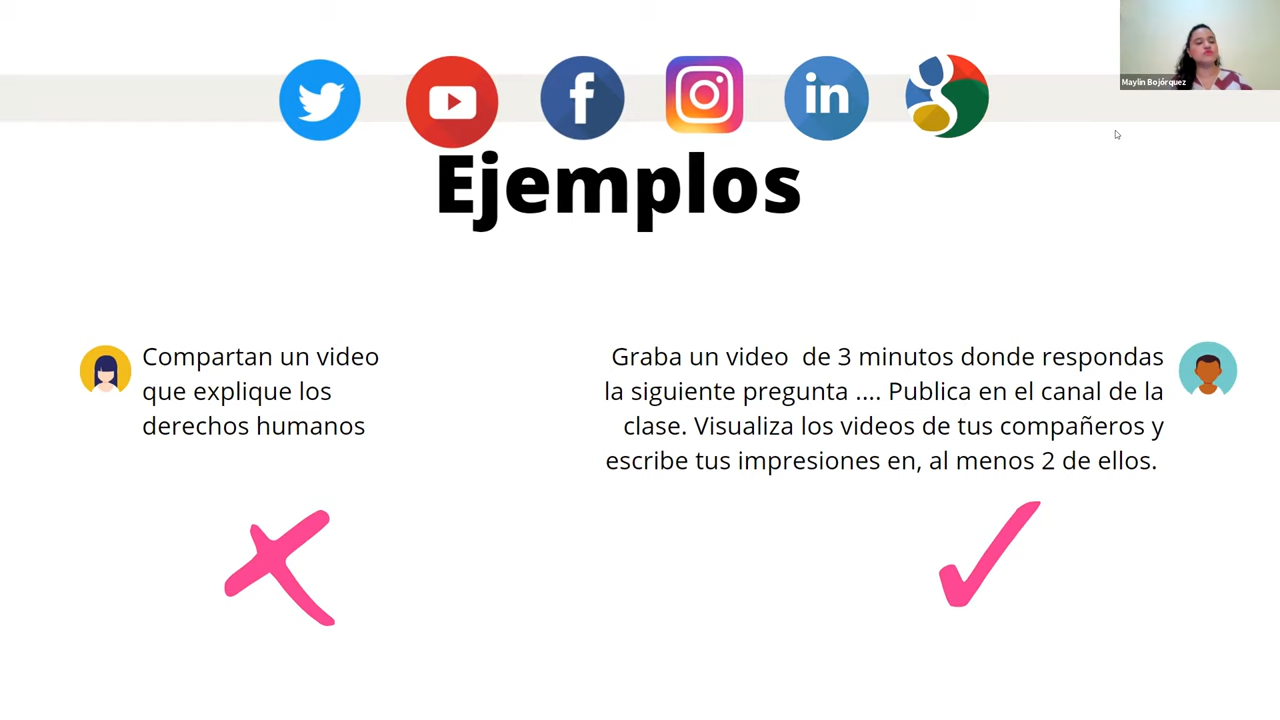 Maylin Bojórquez
Ejemplos
Compartan un video
que explique los
derechos humanos
Graba un video de 3 minutos donde respondas
la siguiente pregunta .... Publica en el canal de la
clase. Visualiza los videos de tus compañeros y
escribe tus impresiones en, al menos 2 de ellos.